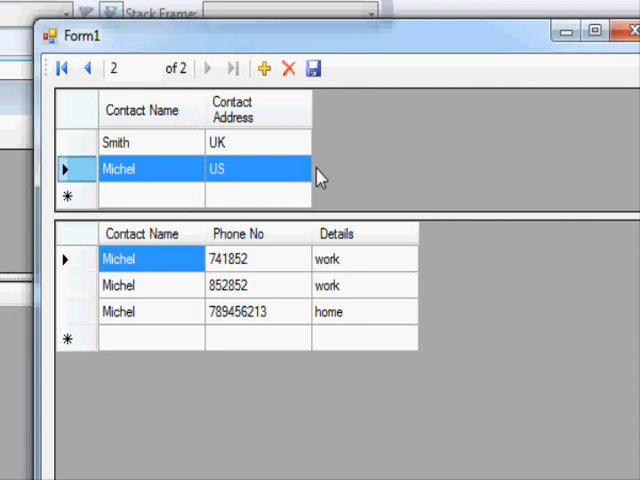 Stack Frame:
Form1
2 of 2
Contact Name Contact Address
Smith UK
Michel US
Contact Name Phone No Details
Michel 741852 work
Michel 852852 work
Michel 789456213 home